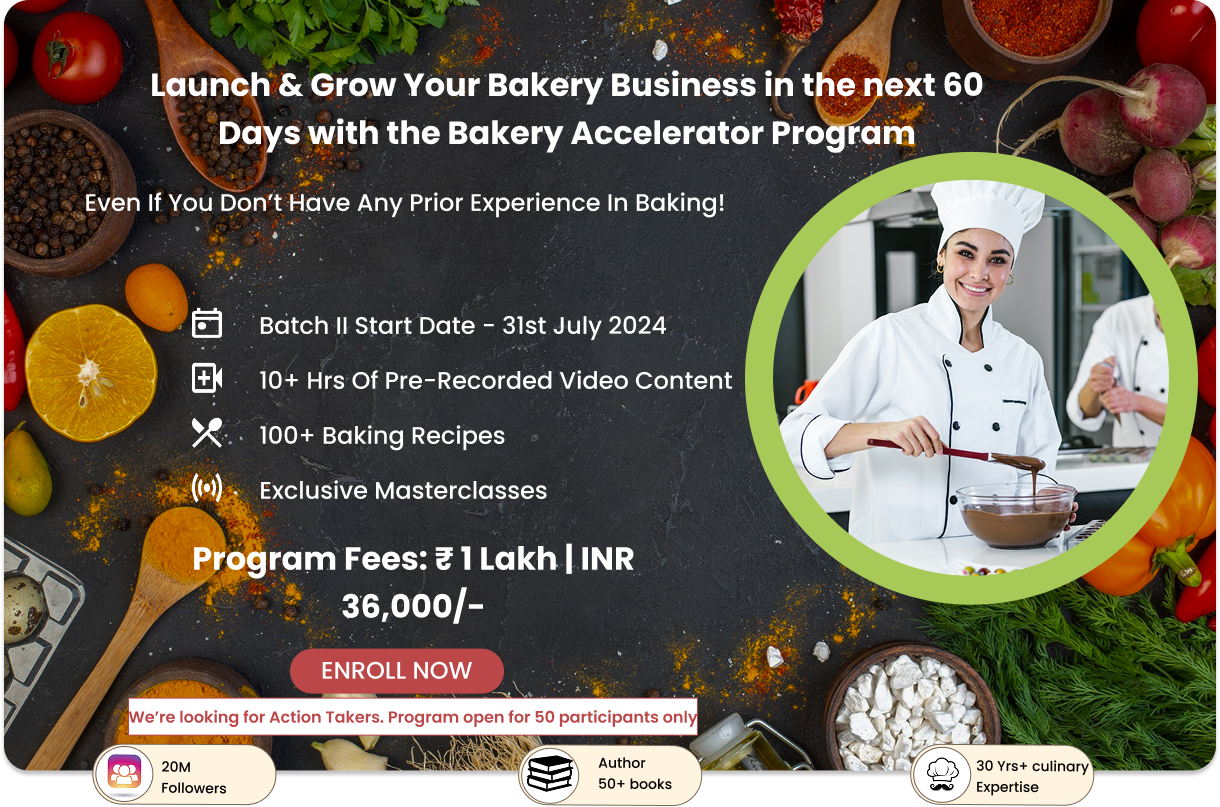 Launch & Grow Your Bakery Business in the next 60
Days with the Bakery Accelerator Program
Even If You Don’t Have Any Prior Experience In Baking!
Batch II Start Date - 31st July 2024
10+ Hrs Of Pre-Recorded Video Content
100+ Baking Recipes
Exclusive Masterclasses
Program Fees: ₹ 1 Lakh | INR
36,000/-
ENROLL NOW
We’re looking for Action Takers. Program open for 50 participants only
20M
Followers
Author
50+ books
30 Yrs+ culinary
Expertise